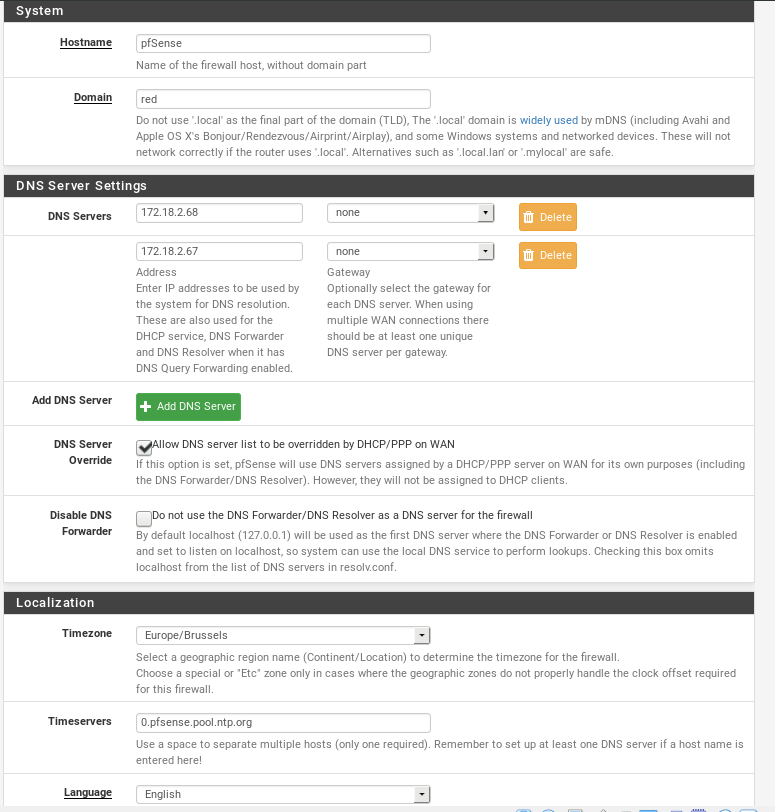 System
Hostname
pfSense
Name of the firewall host, without domain part
Domain
red
Do not use '.local' as the final part of the domain (TLD), The '.local' domain is widely used by mDNS (including Avahi and
Apple OS X's Bonjour/Rendezvous/Airprint/Airplay), and some Windows systems and networked devices. These will not
network correctly if the router uses '.local'. Alternatives such as '.local.lan' or '.mylocal' are safe.
DNS Server Settings
DNS Servers
172.18.2.68
none
Delete
172.18.2.67
none
Delete
Address
Enter IP addresses to be used by
the system for DNS resolution.
These are also used for the
DHCP service, DNS Forwarder
and DNS Resolver when it has
DNS Query Forwarding enabled.
Gateway
Optionally select the gateway for
each DNS server. When using
multiple WAN connections there
should be at least one unique
DNS server per gateway.
Add DNS Server
Add DNS Server
DNS Server
Override
Allow DNS server list to be overridden by DHCP/PPP on WAN
If this option is set, pfSense will use DNS servers assigned by a DHCP/PPP server on WAN for its own purposes (including
the DNS Forwarder/DNS Resolver). However, they will not be assigned to DHCP clients.
Disable DNS
Forwarder
Do not use the DNS Forwarder/DNS Resolver as a DNS server for the firewall
By default localhost (127.0.0.1) will be used as the first DNS server where the DNS Forwarder or DNS Resolver is enabled
and set to listen on localhost, so system can use the local DNS service to perform lookups. Checking this box omits
localhost from the list of DNS servers in resolv.conf.
Localization
Timezone
Europe/Brussels
Select a geographic region name (Continent/Location) to determine the timezone for the firewall.
Choose a special or "Etc" zone only in cases where the geographic zones do not properly handle the clock offset required
for this firewall.
Timeservers
0.pfsense.pool.ntp.org
Use a space to separate multiple hosts (only one required). Remember to set up at least one DNS server if a host name is
entered here!
Language
English